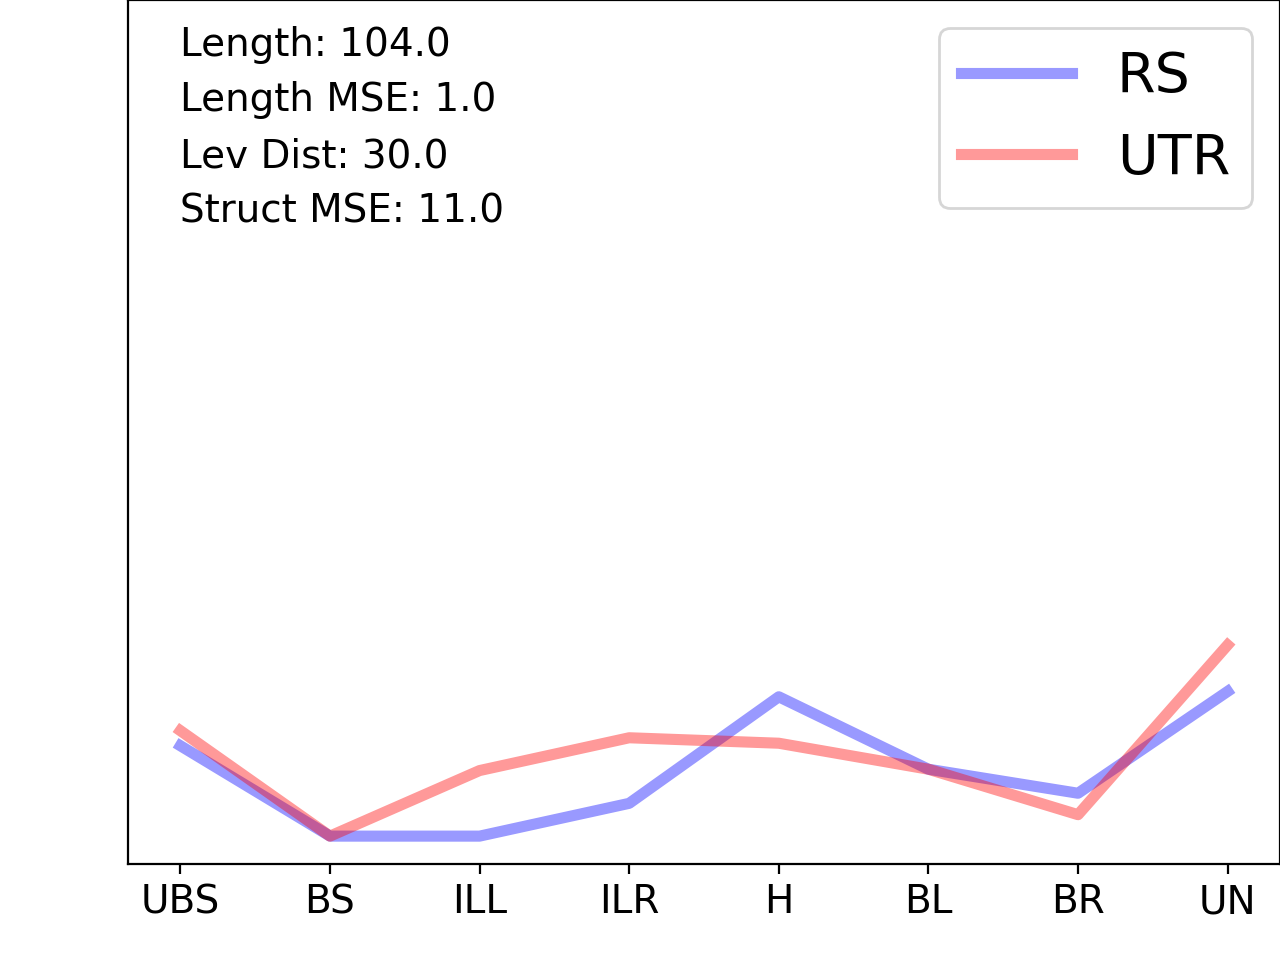 Length: 104.0
Length MSE: 1.0
Lev Dist: 30.0
Struct MSE: 11.0
RS
UTR
UBS BS ILL ILR H BL BR UN